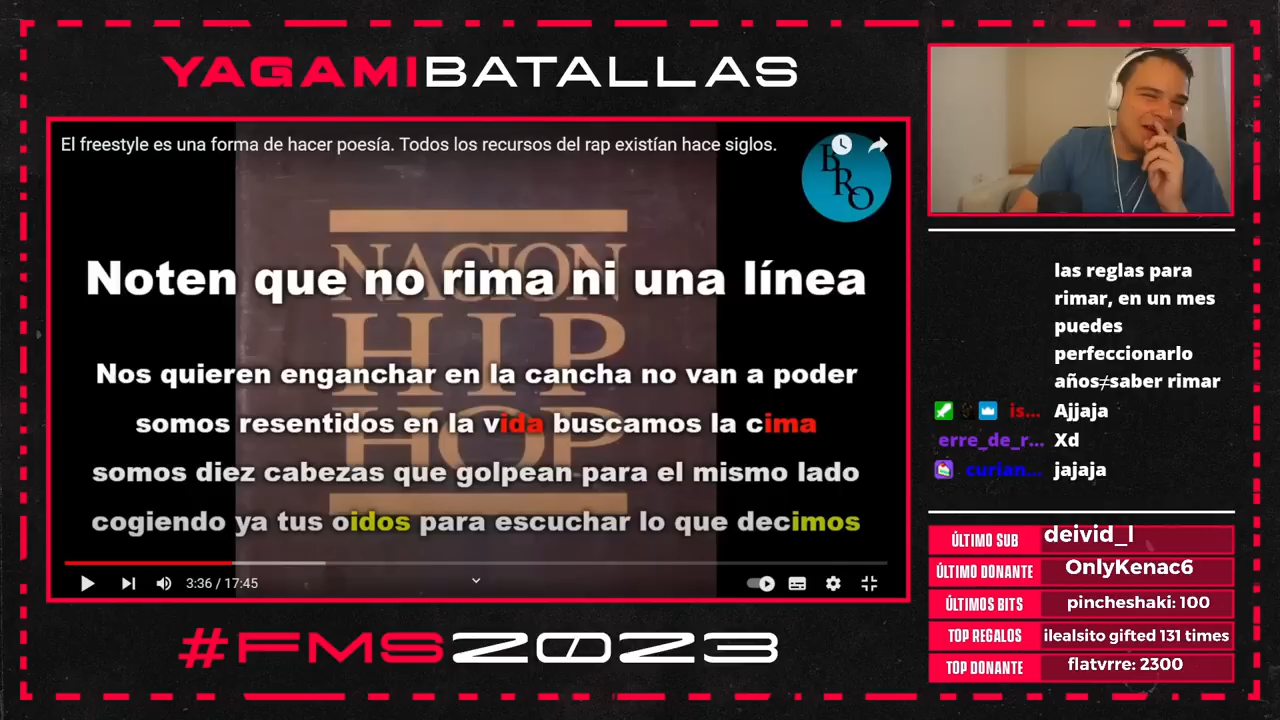 YAGAMIBATALLAS
El freestyle es una forma de hacer poesía. Todos los recursos del rap existían hace siglos.
BRO
NACION
HIP
HOP
Noten que no rima ni una línea
Nos quieren enganchar en la cancha no van a poder
somos resentidos en la vida buscamos la cima
somos diez cabezas que golpean para el mismo lado
cogiendo ya tus oidos para escuchar lo que decimos
3:36 / 17:45
#FMS2023
las reglas para
rimar, en un mes
puedes
perfeccionarlo
años≠saber rimar
is... Ajjaja
erre_de_r... Xd
curian... jajaja
ÚLTIMO SUB deivid_l
ÚLTIMO DONANTE OnlyKenac6
ÚLTIMOS BITS pincheshaki: 100
TOP REGALOS ilealsito gifted 131 times
TOP DONANTE flatvrre: 2300